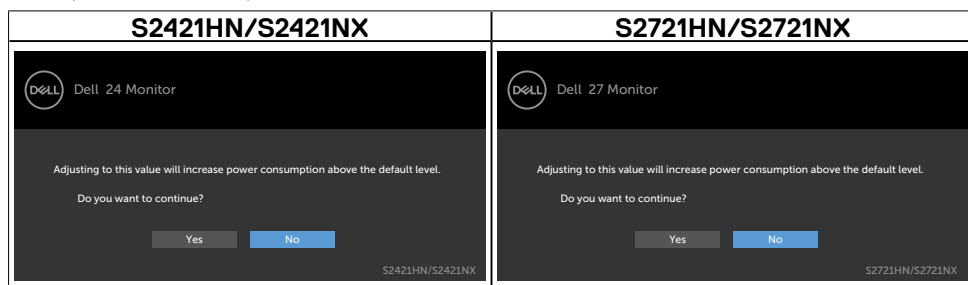 S2421HN/S2421NX
S2721HN/S2721NX
DELL
Dell 24 Monitor
Adjusting to this value will increase power consumption above the default level.
Do you want to continue?
Yes
No
S2421HN/S2421NX
DELL
Dell 27 Monitor
Adjusting to this value will increase power consumption above the default level.
Do you want to continue?
Yes
No
S2721HN/S2721NX